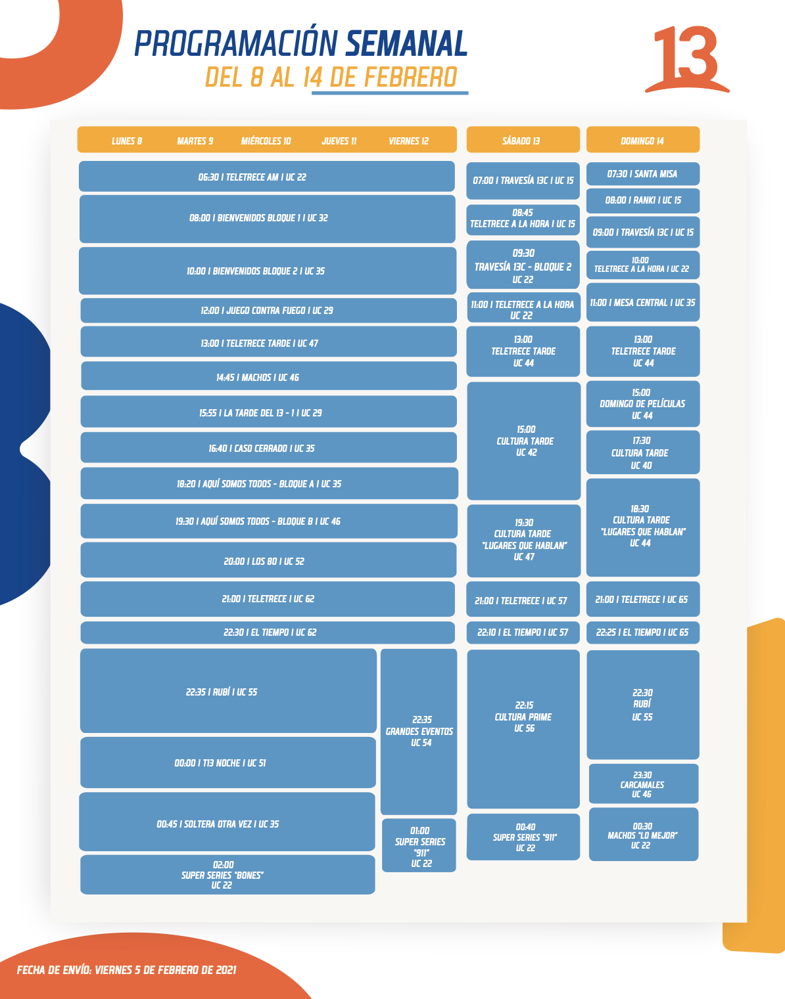 PROGRAMACIÓN SEMANAL
DEL 8 AL 14 DE FEBRERO
13
LUNES 8
MARTES 9
MIÉRCOLES 10
JUEVES 11
VIERNES 12
06:30 I TELETRECE AM I UC 22
08:00 I BIENVENIDOS BLOQUE 1 I UC 32
10:00 I BIENVENIDOS BLOQUE 2 I UC 35
12:00 I JUEGO CONTRA FUEGO I UC 29
13:00 I TELETRECE TARDE I UC 47
14:45 I MACHOS I UC 46
15:55 I LA TARDE DEL 13 - 1 I UC 29
16:40 I CASO CERRADO I UC 35
18:20 I AQUÍ SOMOS TODOS - BLOQUE A I UC 35
19:30 I AQUÍ SOMOS TODOS - BLOQUE B I UC 46
20:00 I LOS 80 I UC 52
21:00 I TELETRECE I UC 62
22:30 I EL TIEMPO I UC 62
22:35 I RUBÍ I UC 55
00:00 I T13 NOCHE I UC 51
00:45 I SOLTERA OTRA VEZ I UC 35
02:00
SUPER SERIES "BONES"
UC 22
22:35
GRANDES EVENTOS
UC 54
01:00
SUPER SERIES
"911"
UC 22
SÁBADO 13
07:00 I TRAVESÍA 13C I UC 15
08:45
TELETRECE A LA HORA I UC 15
09:30
TRAVESÍA 13C - BLOQUE 2
UC 22
11:00 I TELETRECE A LA HORA
UC 22
13:00
TELETRECE TARDE
UC 44
15:00
CULTURA TARDE
UC 42
19:30
CULTURA TARDE
"LUGARES QUE HABLAN"
UC 47
21:00 I TELETRECE I UC 57
22:10 I EL TIEMPO I UC 57
22:15
CULTURA PRIME
UC 56
00:40
SUPER SERIES "911"
UC 22
DOMINGO 14
07:30 I SANTA MISA
08:00 I RANKI I UC 15
09:00 I TRAVESÍA 13C I UC 15
10:00
TELETRECE A LA HORA I UC 22
11:00 I MESA CENTRAL I UC 35
13:00
TELETRECE TARDE
UC 44
15:00
DOMINGO DE PELÍCULAS
UC 44
17:30
CULTURA TARDE
UC 40
18:30
CULTURA TARDE
"LUGARES QUE HABLAN"
UC 44
21:00 I TELETRECE I UC 65
22:25 I EL TIEMPO I UC 65
22:30
RUBÍ
UC 55
23:30
CARCAMALES
UC 46
00:30
MACHOS "LO MEJOR"
UC 22
FECHA DE ENVÍO: VIERNES 5 DE FEBRERO DE 2021